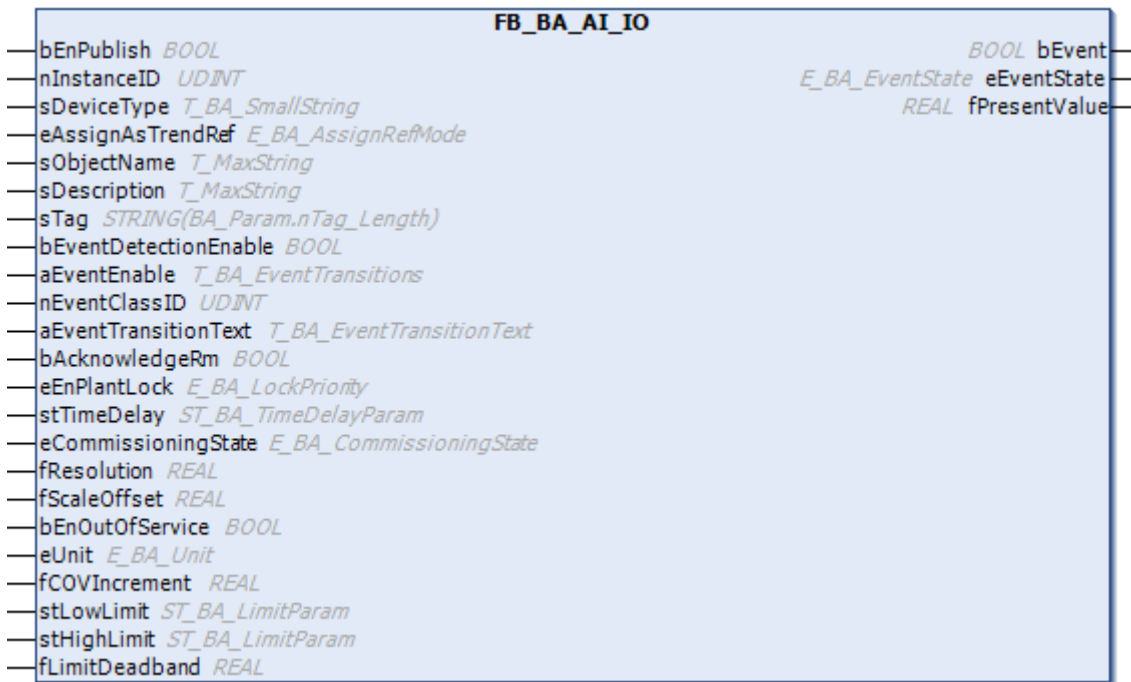 FB_BA_AI_IO
bEnPublish BOOL BOOL bEvent
nInstanceID UDINT E_BA_EventState eEventState
sDeviceType T_BA_SmallString REAL fPresentValue
eAssignAsTrendRef E_BA_AssignRefMode
sObjectName T_MaxString
sDescription T_MaxString
sTag STRING(BA_Param.nTag_Length)
bEventDetectionEnable BOOL
aEventEnable T_BA_EventTransitions
nEventClassID UDINT
aEventTransitionText T_BA_EventTransitionText
bAcknowledgeRm BOOL
eEnPlantLock E_BA_LockPriority
stTimeDelay ST_BA_TimeDelayParam
eCommissioningState E_BA_CommissioningState
fResolution REAL
fScaleOffset REAL
bEnOutOfService BOOL
eUnit E_BA_Unit
fCOVIncrement REAL
stLowLimit ST_BA_LimitParam
stHighLimit ST_BA_LimitParam
fLimitDeadband REAL